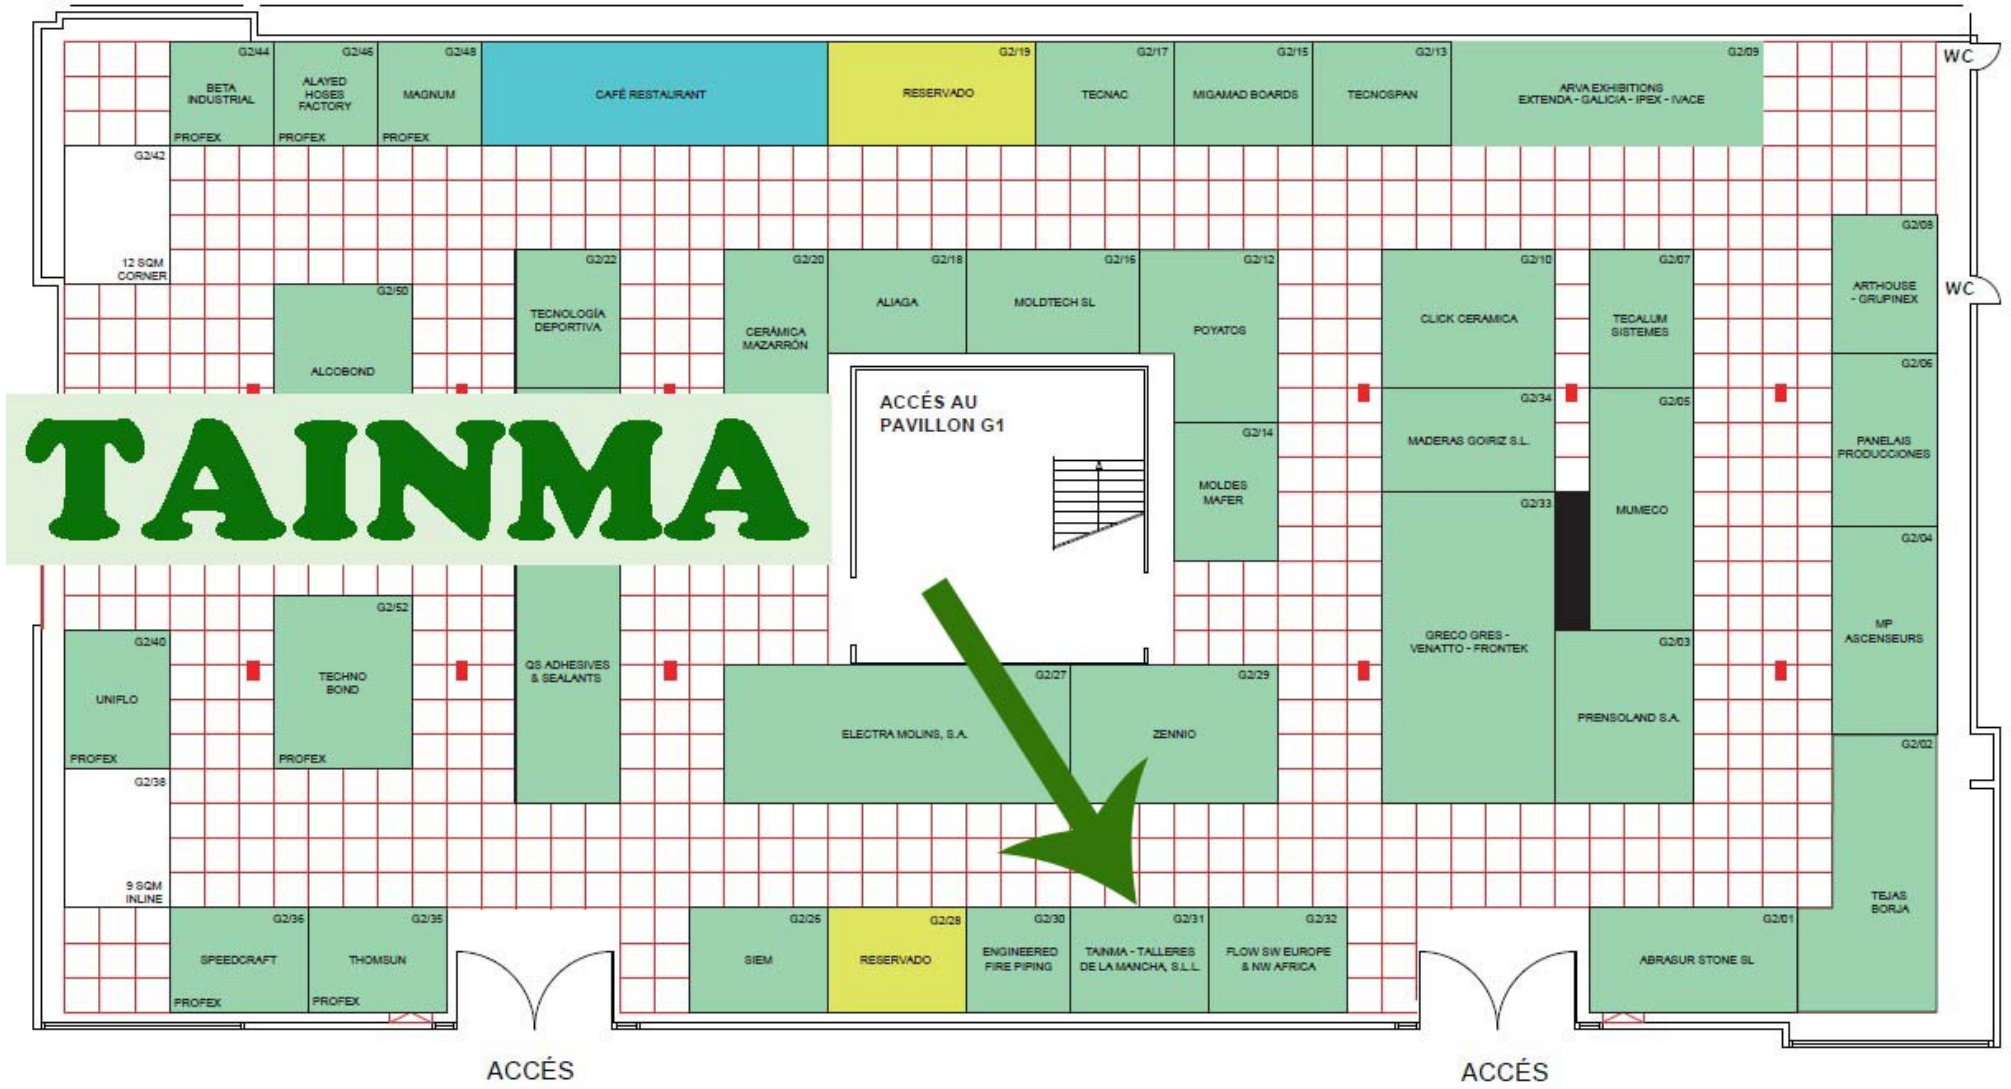 G2/44
BETA
INDUSTRIAL
PROFEX
G2/46
ALAYED
HOSES
FACTORY
PROFEX
G2/48
MAGNUM
PROFEX
CAFÉ RESTAURANT
G2/19
RESERVADO
G2/17
TECNAC
G2/15
MIGAMAD BOARDS
G2/13
TECNOSPAN
G2/09
ARVA EXHIBITIONS
EXTENDA - GALICIA - IPEX - IVACE
WC
G2/42
12 SQM
CORNER
G2/50
ALCOBOND
G2/22
TECNOLOGÍA
DEPORTIVA
G2/20
CERÁMICA
MAZARRÓN
G2/18
ALIAGA
G2/16
MOLDTECH SL
G2/12
POYATOS
G2/10
CLICK CERAMICA
G2/07
TECALUM
SISTEMES
G2/08
ARTHOUSE
- GRUPINEX
WC
ACCÉS AU
PAVILLON G1
G2/14
MOLDES
MAFER
G2/34
MADERAS GOIRIZ S.L.
G2/05
MUMECO
G2/06
PANELAIS
PRODUCCIONES
TAINMA
G2/33
GRECO GRES -
VENATTO - FRONTEK
G2/04
MP
ASCENSEURS
G2/40
UNIFLO
PROFEX
G2/52
TECHNO
BOND
PROFEX
QS ADHESIVES
& SEALANTS
G2/27
ELECTRA MOLINS, S.A.
G2/29
ZENNIO
G2/03
PRENSOLAND S.A.
G2/02
TEJAS
BORJA
G2/38
9 SQM
INLINE
G2/36
SPEEDCRAFT
PROFEX
G2/35
THOMSUN
PROFEX
G2/26
SIEM
G2/28
RESERVADO
G2/30
ENGINEERED
FIRE PIPING
G2/31
TAINMA - TALLERES
DE LA MANCHA, S.L.L.
G2/32
FLOW SW EUROPE
& NW AFRICA
G2/01
ABRASUR STONE SL
ACCÉS
ACCÉS